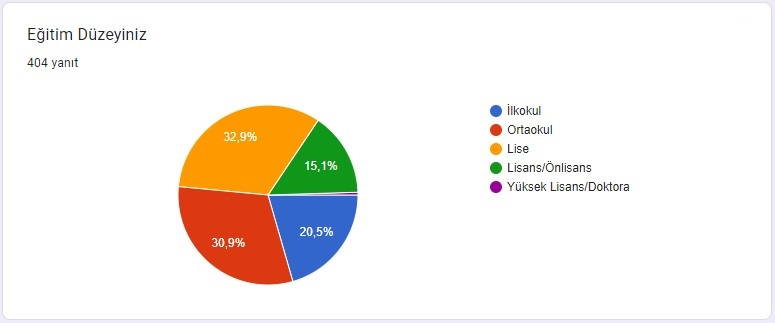 Eğitim Düzeyiniz
404 yanıt
32,9%
15,1%
30,9%
20,5%
İlkokul
Ortaokul
Lise
Lisans/Önlisans
Yüksek Lisans/Doktora